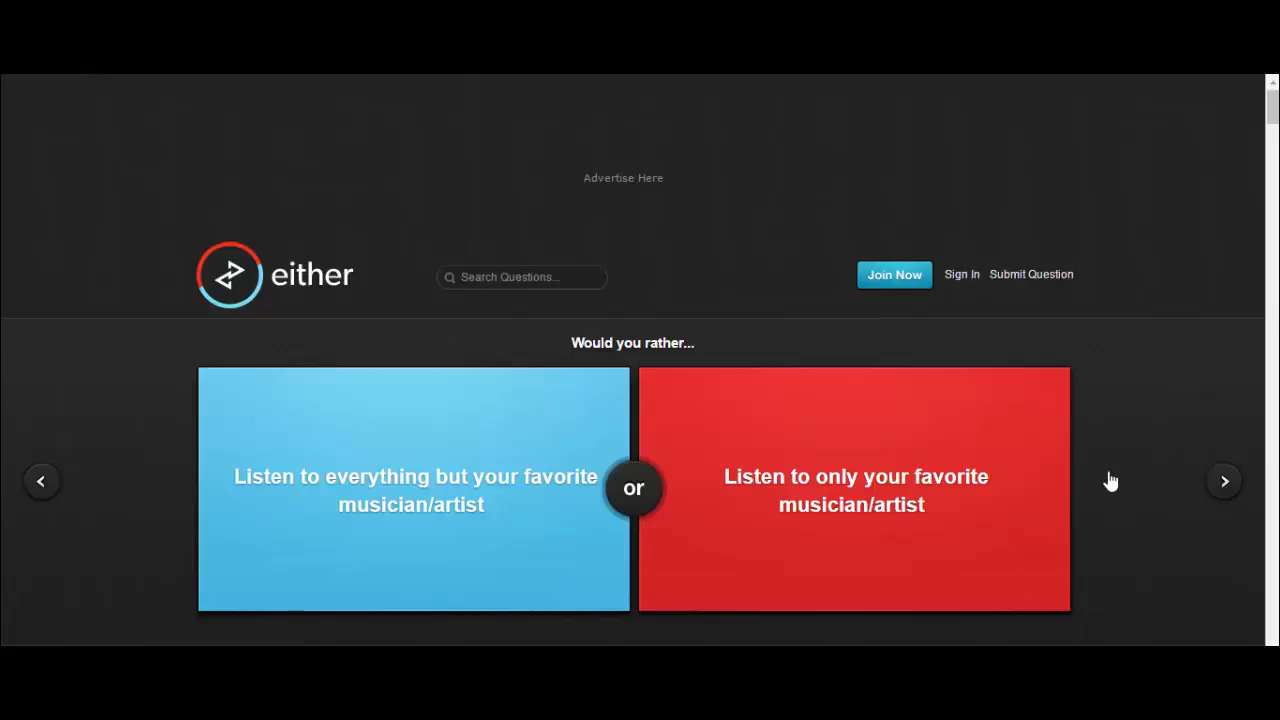 Advertise Here
either
Search Questions...
Join Now
Sign In
Submit Question
Would you rather...
Listen to everything but your favorite
musician/artist
or
Listen to only your favorite
musician/artist